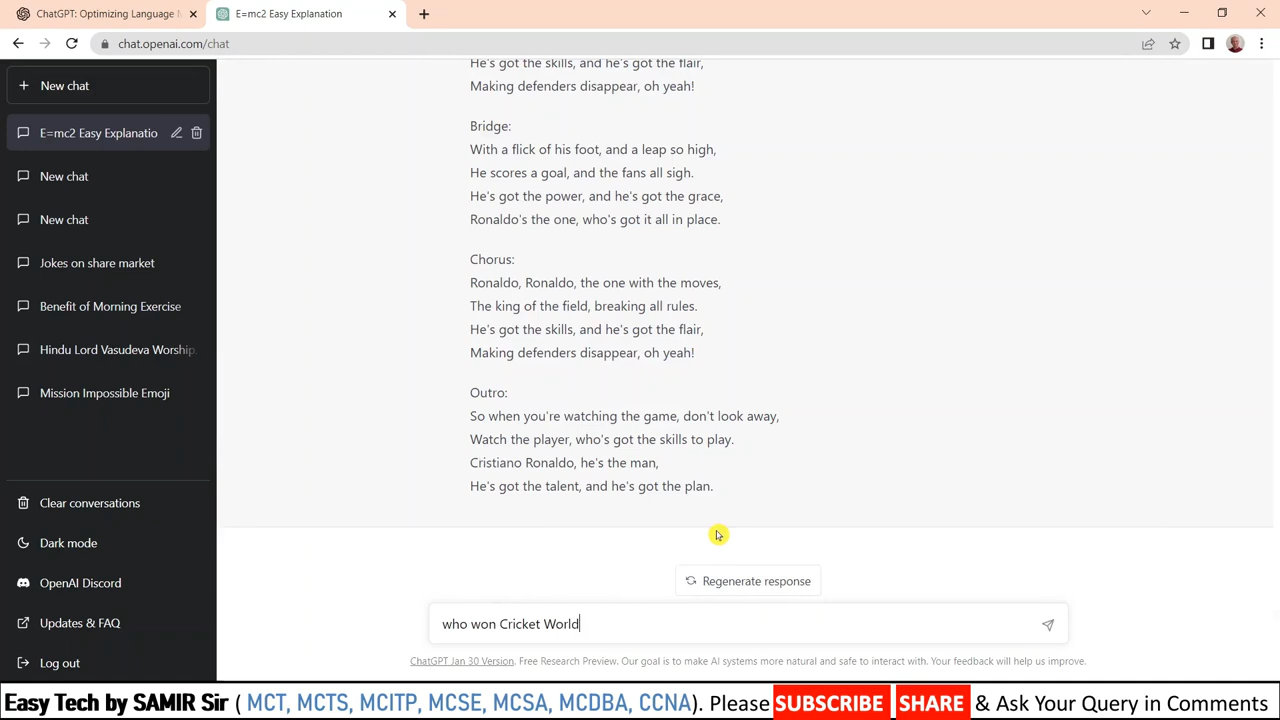 ChatGPT: Optimizing Language M
E=mc2 Easy Explanation
chat.openai.com/chat
New chat
E=mc2 Easy Explanatio
New chat
New chat
Jokes on share market
Benefit of Morning Exercise
Hindu Lord Vasudeva Worship.
Mission Impossible Emoji
Clear conversations
Dark mode
OpenAI Discord
Updates & FAQ
Log out
He's got the skills, and he's got the flair,
Making defenders disappear, oh yeah!
Bridge:
With a flick of his foot, and a leap so high,
He scores a goal, and the fans all sigh.
He's got the power, and he's got the grace,
Ronaldo's the one, who's got it all in place.
Chorus:
Ronaldo, Ronaldo, the one with the moves,
The king of the field, breaking all rules.
He's got the skills, and he's got the flair,
Making defenders disappear, oh yeah!
Outro:
So when you're watching the game, don't look away,
Watch the player, who's got the skills to play.
Cristiano Ronaldo, he's the man,
He's got the talent, and he's got the plan.
Regenerate response
who won Cricket World
ChatGPT Jan 30 Version. Free Research Preview. Our goal is to make AI systems more natural and safe to interact with. Your feedback will help us improve.
Easy Tech by SAMIR Sir ( MCT, MCTS, MCITP, MCSE, MCSA, MCDBA, CCNA). Please SUBSCRIBE SHARE & Ask Your Query in Comments